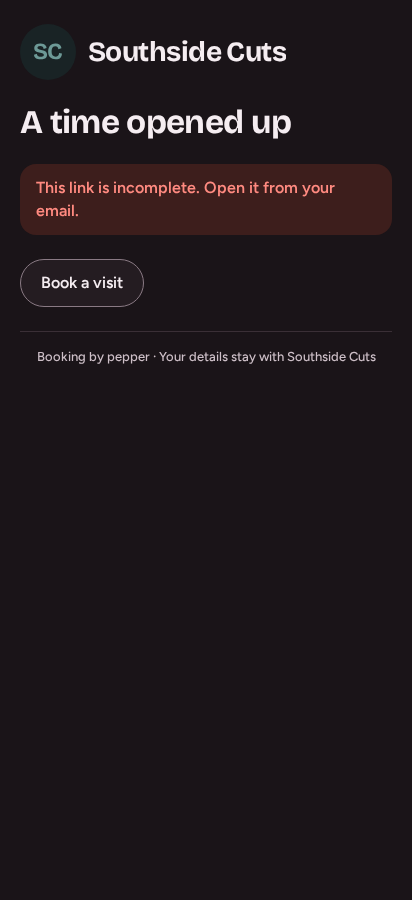 SC
Southside Cuts
A time opened up
This link is incomplete. Open it from your
email.
Book a visit
Booking by pepper · Your details stay with Southside Cuts